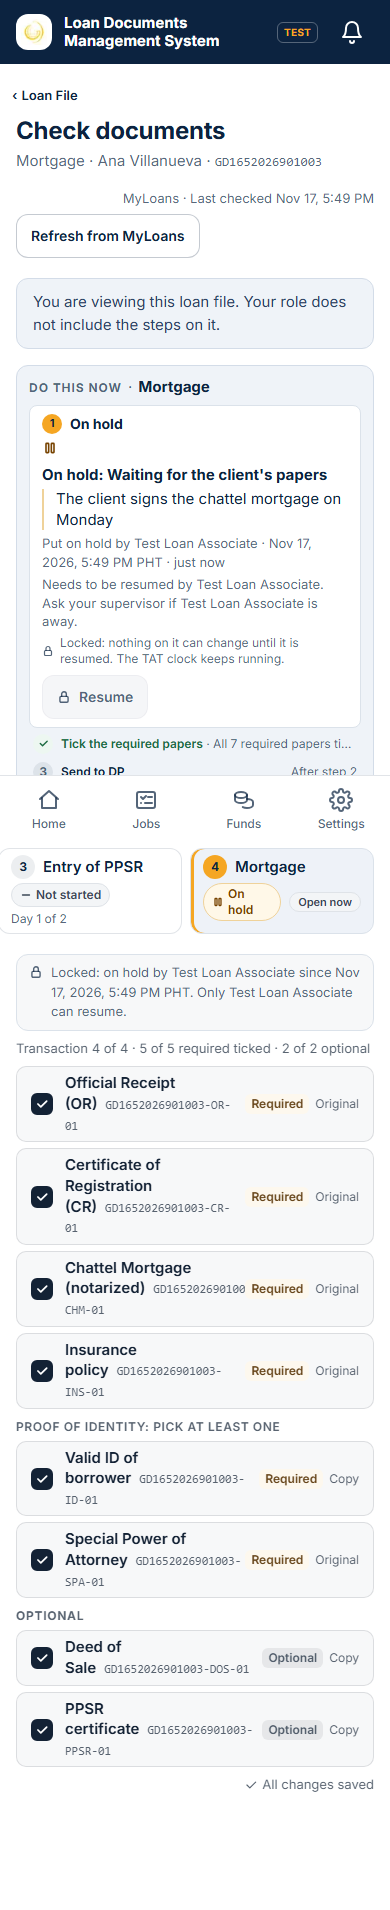 Loan Documents
Management System
TEST
‹ Loan File
Check documents
Mortgage · Ana Villanueva · GD1652026901003
MyLoans · Last checked Nov 17, 5:49 PM
Refresh from MyLoans
You are viewing this loan file. Your role does
not include the steps on it.
DO THIS NOW · Mortgage
1 On hold
On hold: Waiting for the client's papers
The client signs the chattel mortgage on
Monday
Put on hold by Test Loan Associate · Nov 17,
2026, 5:49 PM PHT · just now
Needs to be resumed by Test Loan Associate.
Ask your supervisor if Test Loan Associate is
away.
Locked: nothing on it can change until it is
resumed. The TAT clock keeps running.
Resume
Tick the required papers · All 7 required papers ti...
3 Send to DP After step 2
Home Jobs Funds Settings
3 Entry of PPSR
Not started
Day 1 of 2
4 Mortgage
On
hold
Open now
Locked: on hold by Test Loan Associate since Nov
17, 2026, 5:49 PM PHT. Only Test Loan Associate
can resume.
Transaction 4 of 4 · 5 of 5 required ticked · 2 of 2 optional
Official Receipt
(OR) GD1652026901003-OR-
01
Required Original
Certificate of
Registration
(CR) GD1652026901003-CR-
01
Required Original
Chattel Mortgage
(notarized) GD165202690100
CHM-01
Required Original
Insurance
policy GD1652026901003-
INS-01
Required Original
PROOF OF IDENTITY: PICK AT LEAST ONE
Valid ID of
borrower GD1652026901003-
ID-01
Required Copy
Special Power of
Attorney GD1652026901003-
SPA-01
Required Original
OPTIONAL
Deed of
Sale GD1652026901003-DOS-01
Optional Copy
PPSR
certificate GD1652026901003-
PPSR-01
Optional Copy
All changes saved